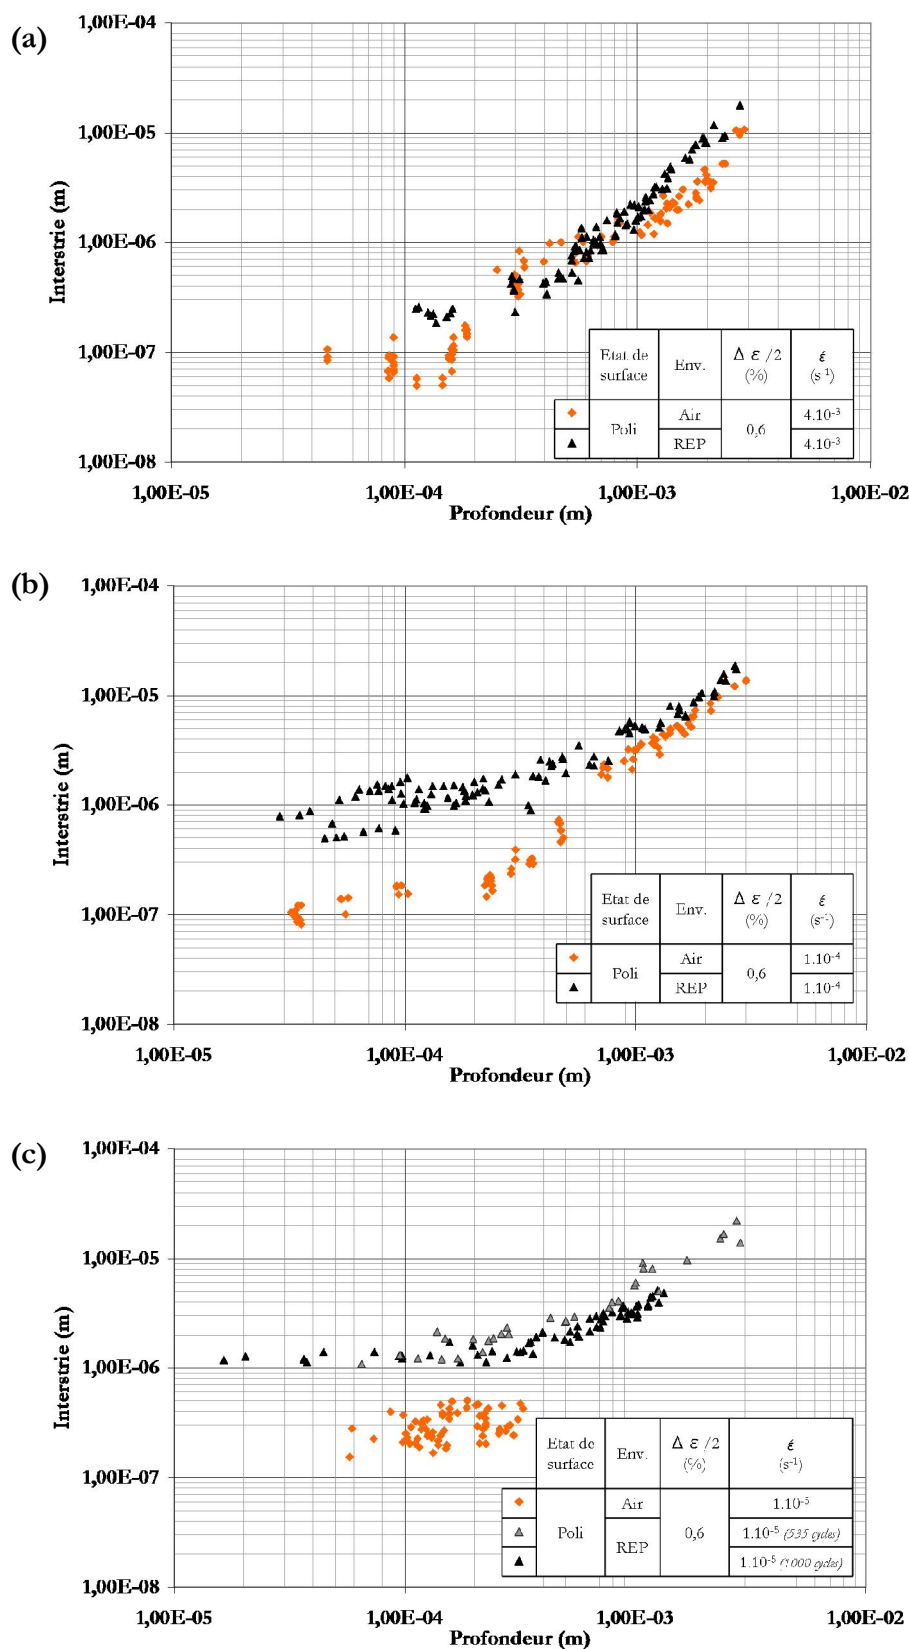 (a)
1,00E-04
1,00E-05
1,00E-06
1,00E-07
1,00E-08
Interstrie (m)
1,00E-05 1,00E-04 1,00E-03 1,00E-02
Profondeur (m)
Etat de surface Env. Δ ε /2 (%) ε̇ (s⁻¹)
Poli Air 0,6 4.10⁻³
REP 4.10⁻³
(b)
1,00E-04
1,00E-05
1,00E-06
1,00E-07
1,00E-08
Interstrie (m)
1,00E-05 1,00E-04 1,00E-03 1,00E-02
Profondeur (m)
Etat de surface Env. Δ ε /2 (%) ε̇ (s⁻¹)
Poli Air 0,6 1.10⁻⁴
REP 1.10⁻⁴
(c)
1,00E-04
1,00E-05
1,00E-06
1,00E-07
1,00E-08
Interstrie (m)
1,00E-05 1,00E-04 1,00E-03 1,00E-02
Profondeur (m)
Etat de surface Env. Δ ε /2 (%) ε̇ (s⁻¹)
Poli Air 0,6 1.10⁻⁵
REP 1.10⁻⁵ (535 cycles)
1.10⁻⁵ (1000 cycles)